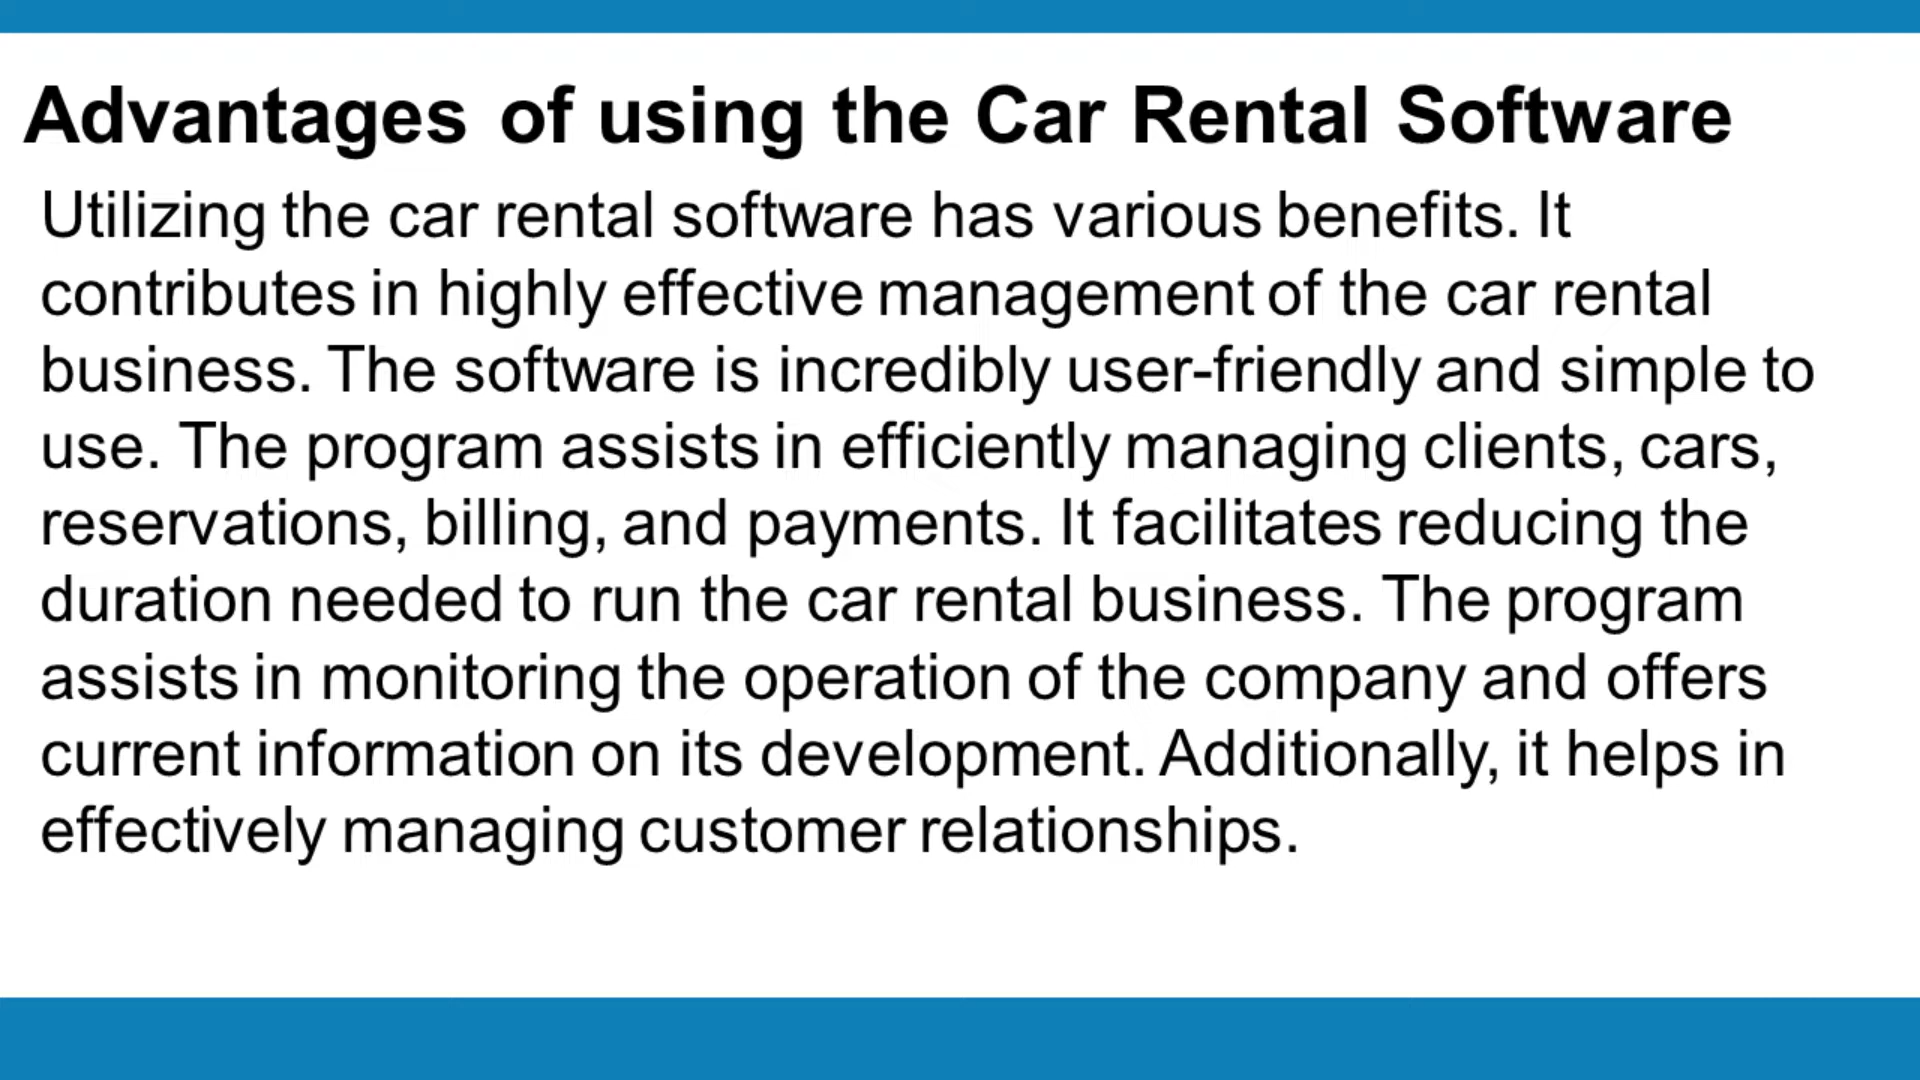 Advantages of using the Car Rental Software
Utilizing the car rental software has various benefits. It
contributes in highly effective management of the car rental
business. The software is incredibly user-friendly and simple to
use. The program assists in efficiently managing clients, cars,
reservations, billing, and payments. It facilitates reducing the
duration needed to run the car rental business. The program
assists in monitoring the operation of the company and offers
current information on its development. Additionally, it helps in
effectively managing customer relationships.